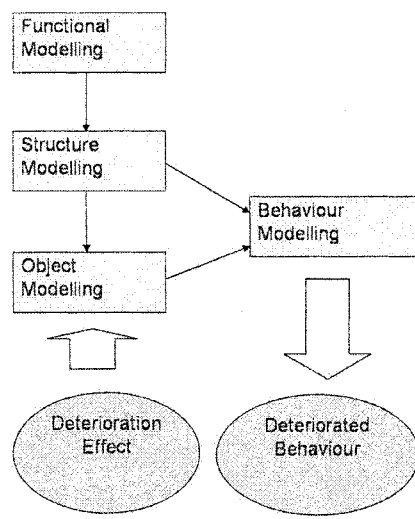 Functional
Modelling
Structure
Modelling
Behaviour
Modelling
Object
Modelling
Deterioration
Effect
Deteriorated
Behaviour